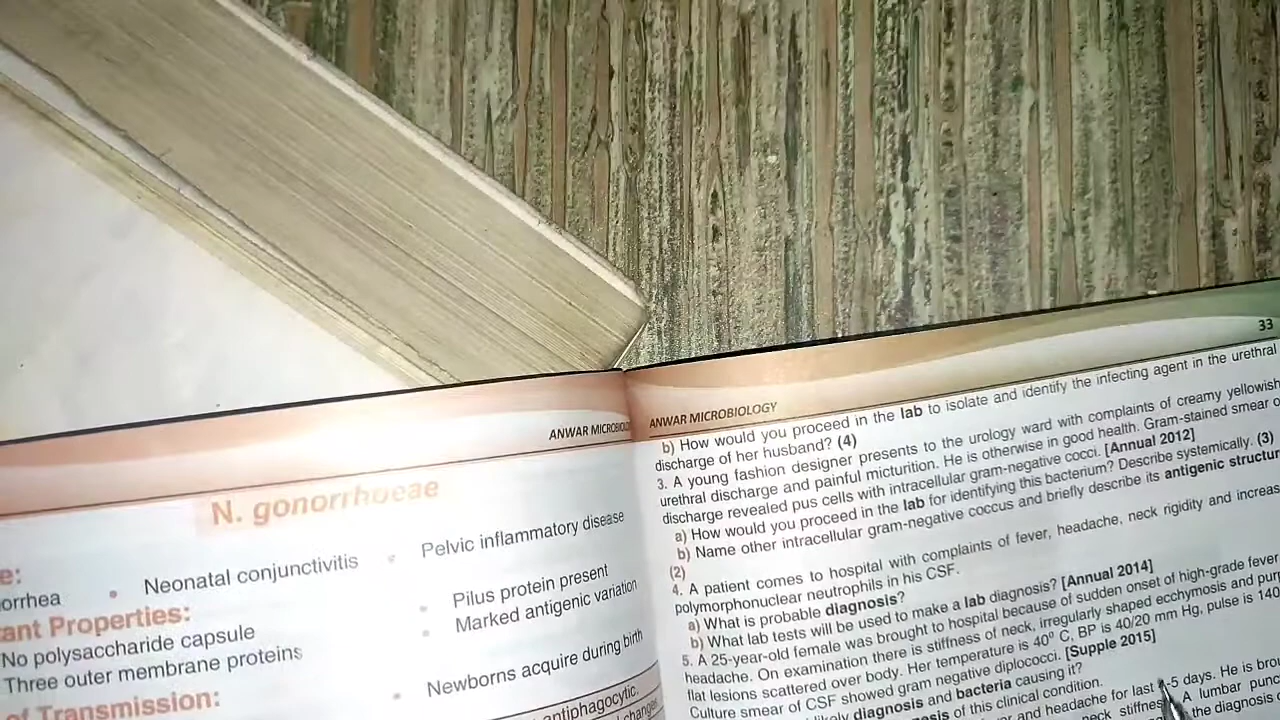 ANWAR MICROBIOLO
N. gonorrhoeae
e:
orrhea
• Neonatal conjunctivitis
• Pelvic inflammatory disease
ant Properties:
No polysaccharide capsule
Three outer membrane proteins
• Pilus protein present
• Marked antigenic variation
of Transmission:
• Newborns acquire during birth
antiphagocytic.
33
ANWAR MICROBIOLOGY
b) How would you proceed in the lab to isolate and identify the infecting agent in the urethral
discharge of her husband? (4)
3. A young fashion designer presents to the urology ward with complaints of creamy yellowish
urethral discharge and painful micturition. He is otherwise in good health. Gram-stained smear o
discharge revealed pus cells with intracellular gram-negative cocci. [Annual 2012]
a) How would you proceed in the lab for identifying this bacterium? Describe systemically. (3)
b) Name other intracellular gram-negative coccus and briefly describe its antigenic structur
(2)
4. A patient comes to hospital with complaints of fever, headache, neck rigidity and increas
polymorphonuclear neutrophils in his CSF.
a) What is probable diagnosis?
b) What lab tests will be used to make a lab diagnosis? [Annual 2014]
5. A 25-year-old female was brought to hospital because of sudden onset of high-grade fever
headache. On examination there is stiffness of neck, irregularly shaped ecchymosis and pur
flat lesions scattered over body. Her temperature is 40⁰ C, BP is 40/20 mm Hg, pulse is 140
Culture smear of CSF showed gram negative diplococci. [Supple 2015]
likely diagnosis and bacteria causing it?
of this clinical condition.
and headache for last -5 days. He is bro
neck stiffnes A lumbar punc
the diagnosis